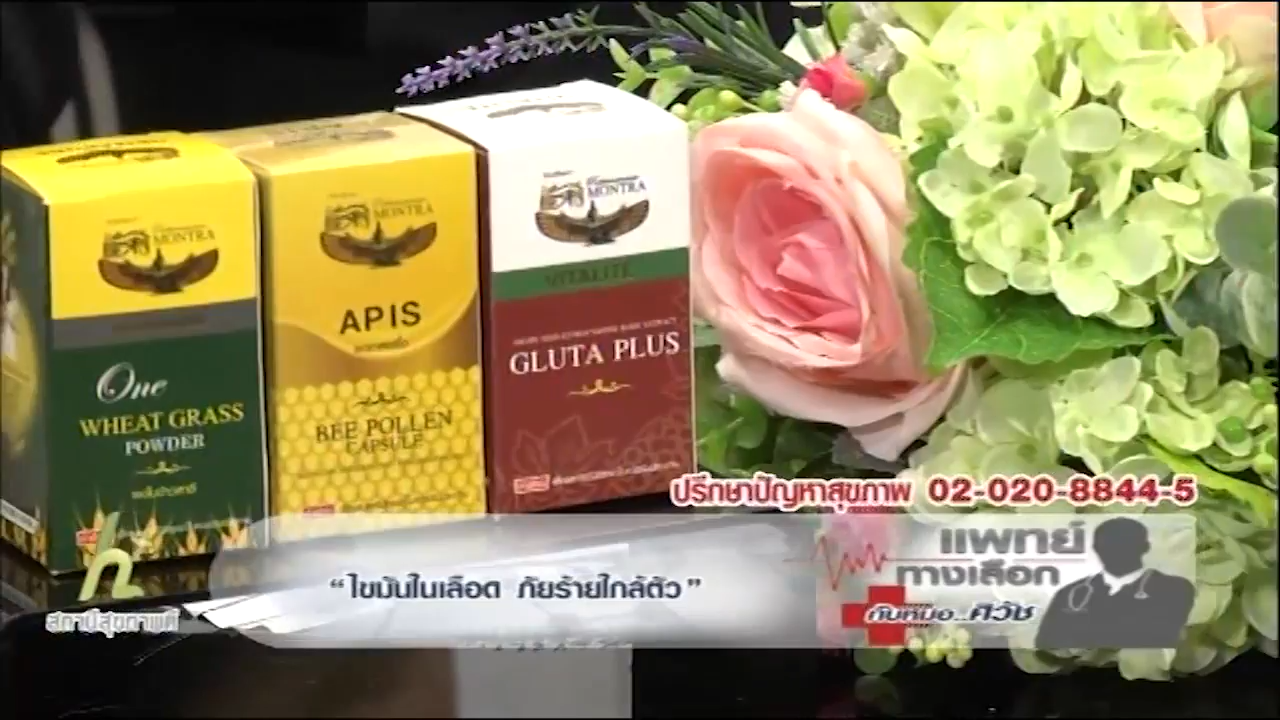 MONTRA
One
WHEAT GRASS
POWDER
MONTRA
APIS
BEE POLLEN
CAPSULE
MONTRA
VITALITE
GLUTA PLUS
ปรึกษาปัญหาสุขภาพ 02-020-8844-5
“ไขมันในเลือด ภัยร้ายใกล้ตัว”
แพทย์
ทางเลือก
กับหมอ..ศิวัช
h
สถานีสุขภาพดี